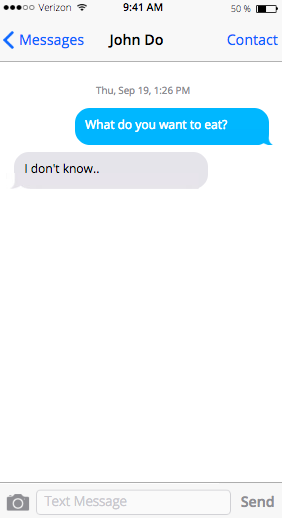 Verizon 9:41 AM 50 %
Messages John Do Contact
Thu, Sep 19, 1:26 PM
What do you want to eat?
I don't know..
Text Message Send